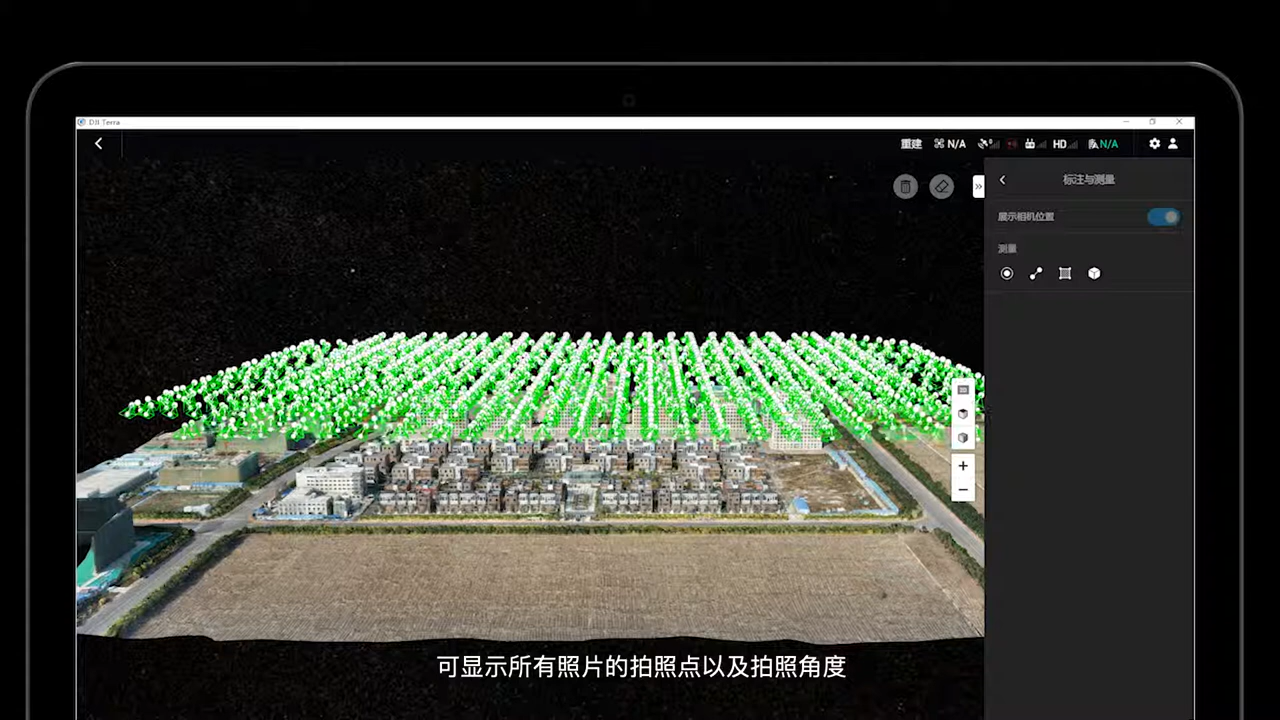 DJI Terra
重建
N/A
HD
N/A
标注与测量
展示相机位置
测量
可显示所有照片的拍照点以及拍照角度